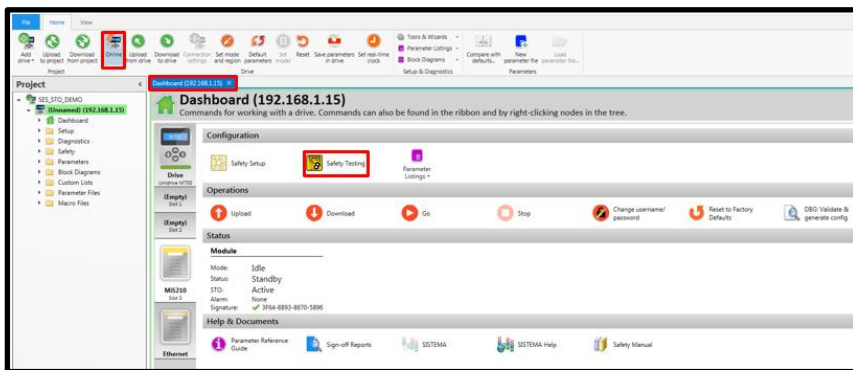 File Home View
Add drive Upload to project Download from project Online Upload from drive Download to drive Connection settings Set mode and region Default parameters Set model Reset Save parameters in drive Set real-time clock Tools & Wizards Parameter Listings Block Diagrams Compare with defaults... New parameter file Load parameter file...
Project Drive Setup & Diagnostics Parameters
Project
SES_STO_DEMO
(Unnamed) (192.168.1.15)
Dashboard
Setup
Diagnostics
Safety
Parameters
Block Diagrams
Custom Lists
Parameter Files
Macro Files
Dashboard (192.168.1.15)
Dashboard (192.168.1.15)
Commands for working with a drive. Commands can also be found in the ribbon and by right-clicking nodes in the tree.
Drive
Unidrive M700
(Empty)
Slot 1
(Empty)
Slot 2
MiS210
Slot 3
Ethernet
Configuration
Safety Setup Safety Testing Parameter Listings
Operations
Upload Download Go Stop Change username/ password Reset to Factory Defaults DBG: Validate & generate config
Status
Module
Mode: Idle
Status: Standby
STO: Active
Alarm: None
Signature: 3F64-8893-8670-5896
Help & Documents
Parameter Reference Guide Sign-off Reports SISTEMA SISTEMA Help Safety Manual